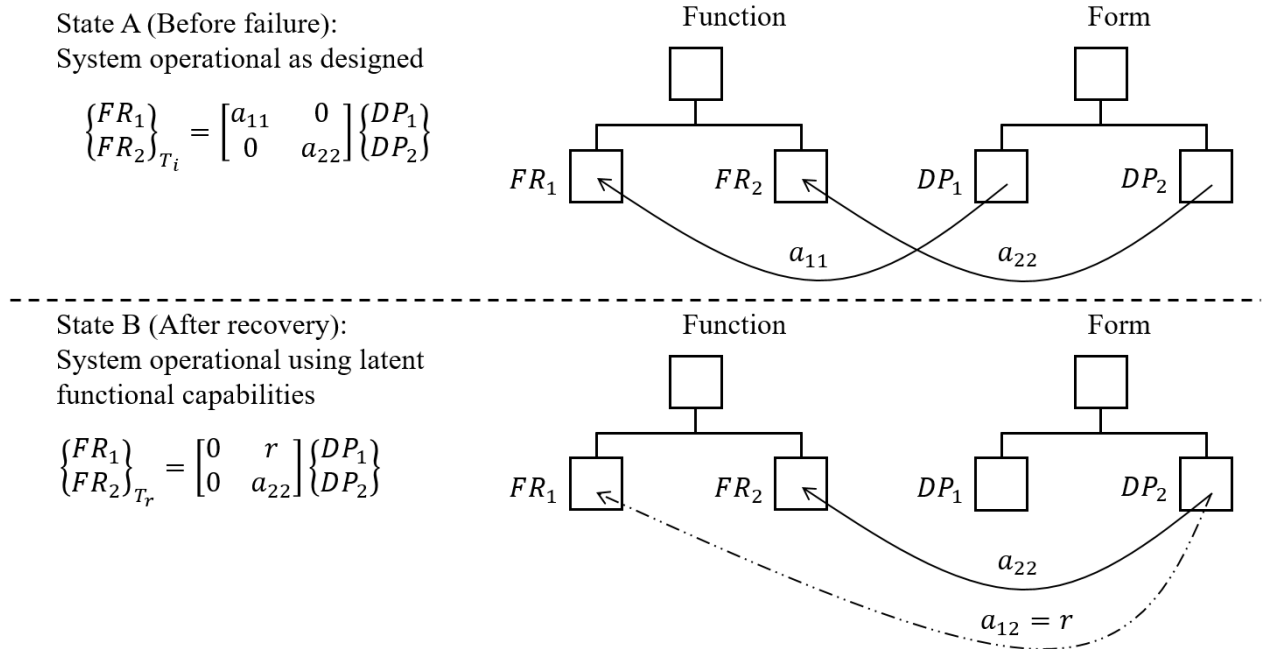 State A (Before failure):
System operational as designed
{FR₁ FR₂}_Tᵢ = [a₁₁ 0 0 a₂₂] {DP₁ DP₂}
Function Form
FR₁ FR₂ DP₁ DP₂
a₁₁ a₂₂
State B (After recovery):
System operational using latent
functional capabilities
{FR₁ FR₂}_Tᵣ = [0 r 0 a₂₂] {DP₁ DP₂}
Function Form
FR₁ FR₂ DP₁ DP₂
a₂₂
a₁₂ = r